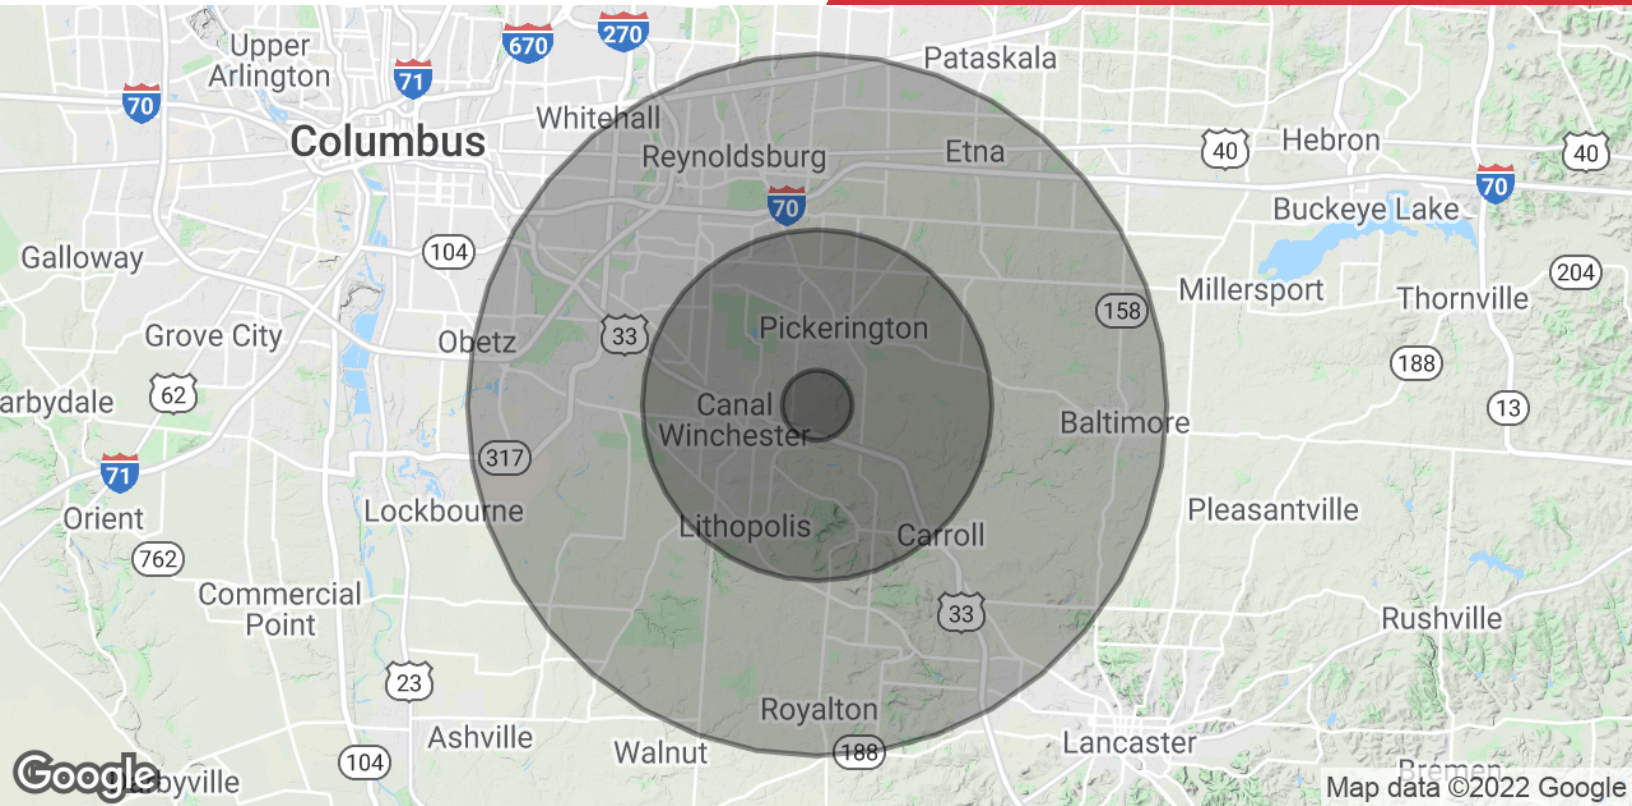 Upper
Arlington
670
270
71
70
Pataskala
Whitehall
Columbus
Reynoldsburg
Etna
40
Hebron
40
70
70
Buckeye Lake
Galloway
104
204
Millersport
Thornville
158
Grove City
Obetz
33
Pickerington
188
62
arbydale
Canal
Winchester
13
Baltimore
317
71
Orient
Lockbourne
Lithopolis
Carroll
Pleasantville
762
Commercial
Point
33
Rushville
23
Royalton
Ashville
Walnut
188
Lancaster
104
Google
rbyville
Bremen
Map data ©2022 Google